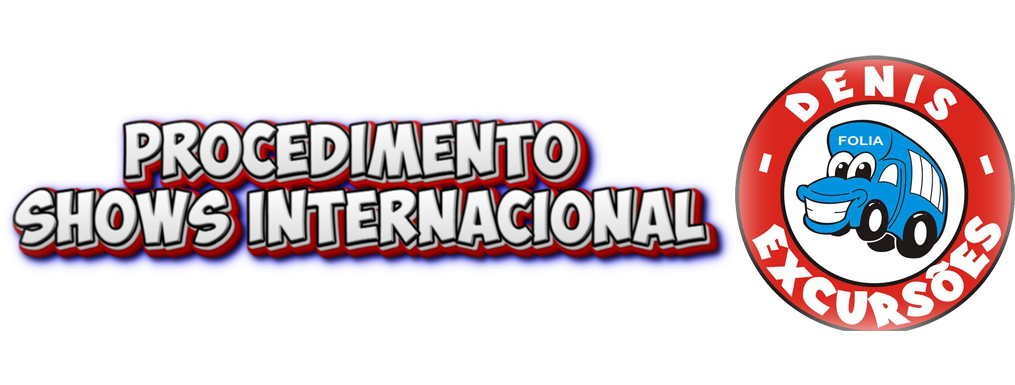 PROCEDIMENTO
SHOWS INTERNACIONAL
DENIS
FOLIA
EXCURSÕES